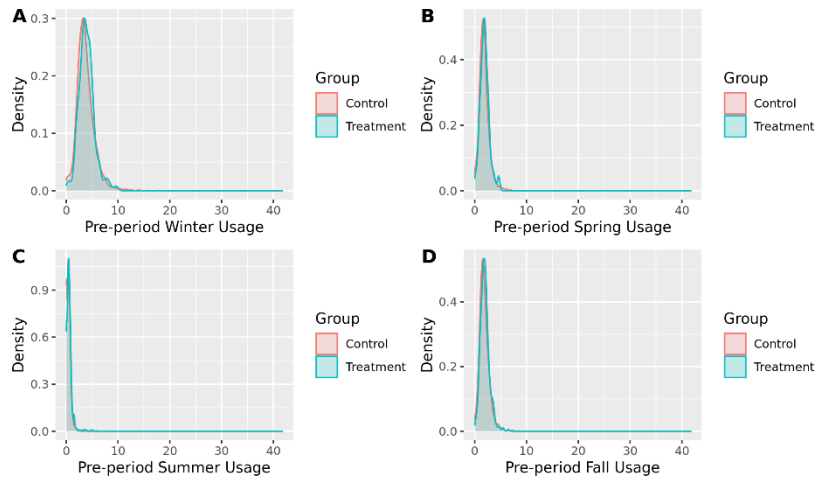 A
0.3
0.2
0.1
0.0
0 10 20 30 40
Density
Pre-period Winter Usage
Group
Control
Treatment
B
0.4
0.2
0.0
0 10 20 30 40
Density
Pre-period Spring Usage
Group
Control
Treatment
C
0.9
0.6
0.3
0.0
0 10 20 30 40
Density
Pre-period Summer Usage
Group
Control
Treatment
D
0.4
0.2
0.0
0 10 20 30 40
Density
Pre-period Fall Usage
Group
Control
Treatment